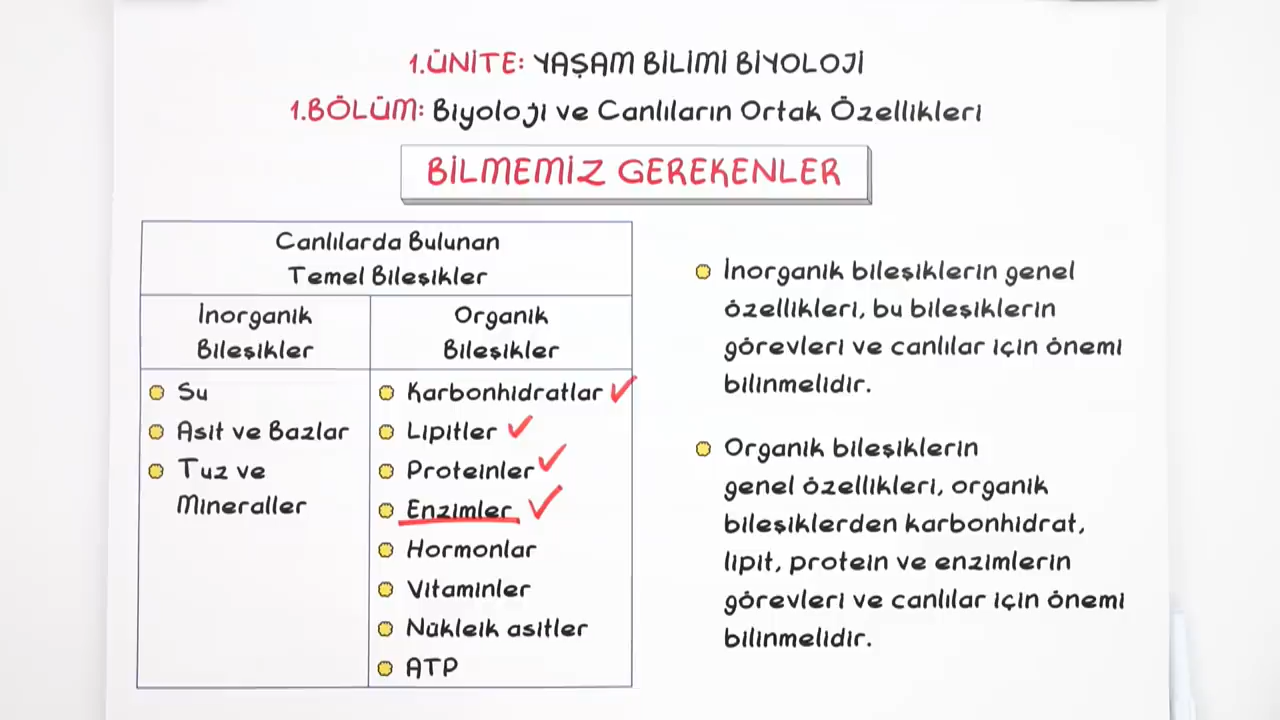 1.ÜNİTE: YAŞAM BİLİMİ BİYOLOJİ
1.BÖLÜM: Biyoloji ve Canlıların Ortak Özellikleri
BİLMEMİZ GEREKENLER
Canlılarda Bulunan
Temel Bileşikler
İnorganik
Bileşikler
Organik
Bileşikler
Su
Asit ve Bazlar
Tuz ve
Mineraller
Karbonhidratlar
Lipitler
Proteinler
Enzimler
Hormonlar
Vitaminler
Nükleik asitler
ATP
İnorganik bileşiklerin genel
özellikleri, bu bileşiklerin
görevleri ve canlılar için önemi
bilinmelidir.
Organik bileşiklerin
genel özellikleri, organik
bileşiklerden karbonhidrat,
lipit, protein ve enzimlerin
görevleri ve canlılar için önemi
bilinmelidir.